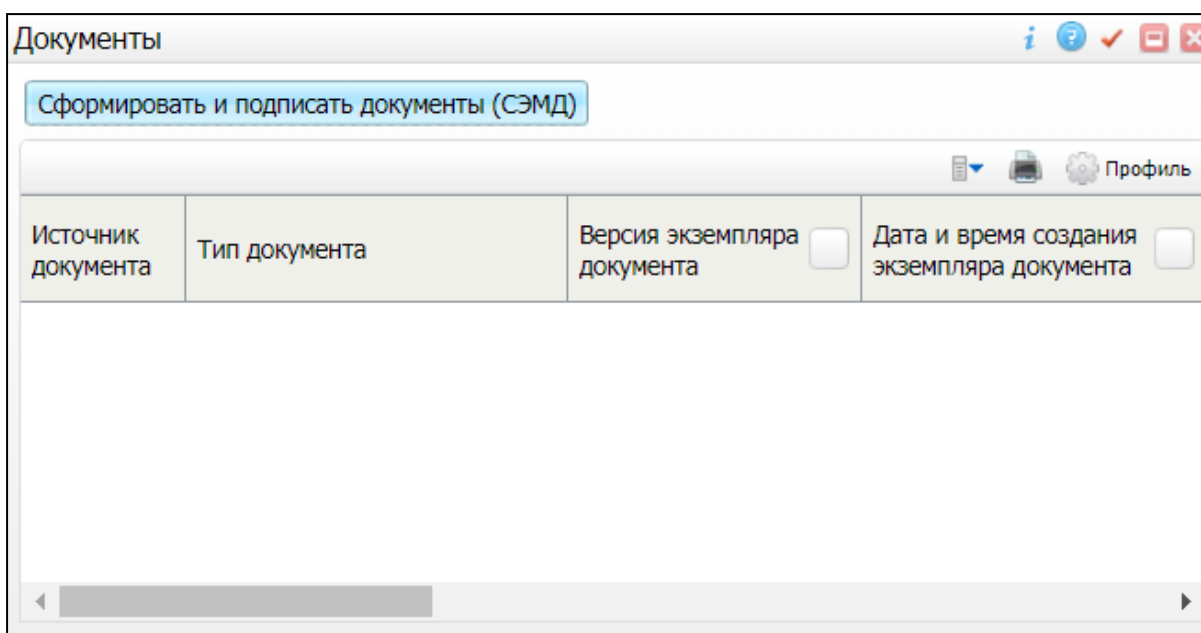 Документы
Сформировать и подписать документы (СЭМД)
Профиль
Источник
документа
Тип документа
Версия экземпляра
документа
Дата и время создания
экземпляра документа